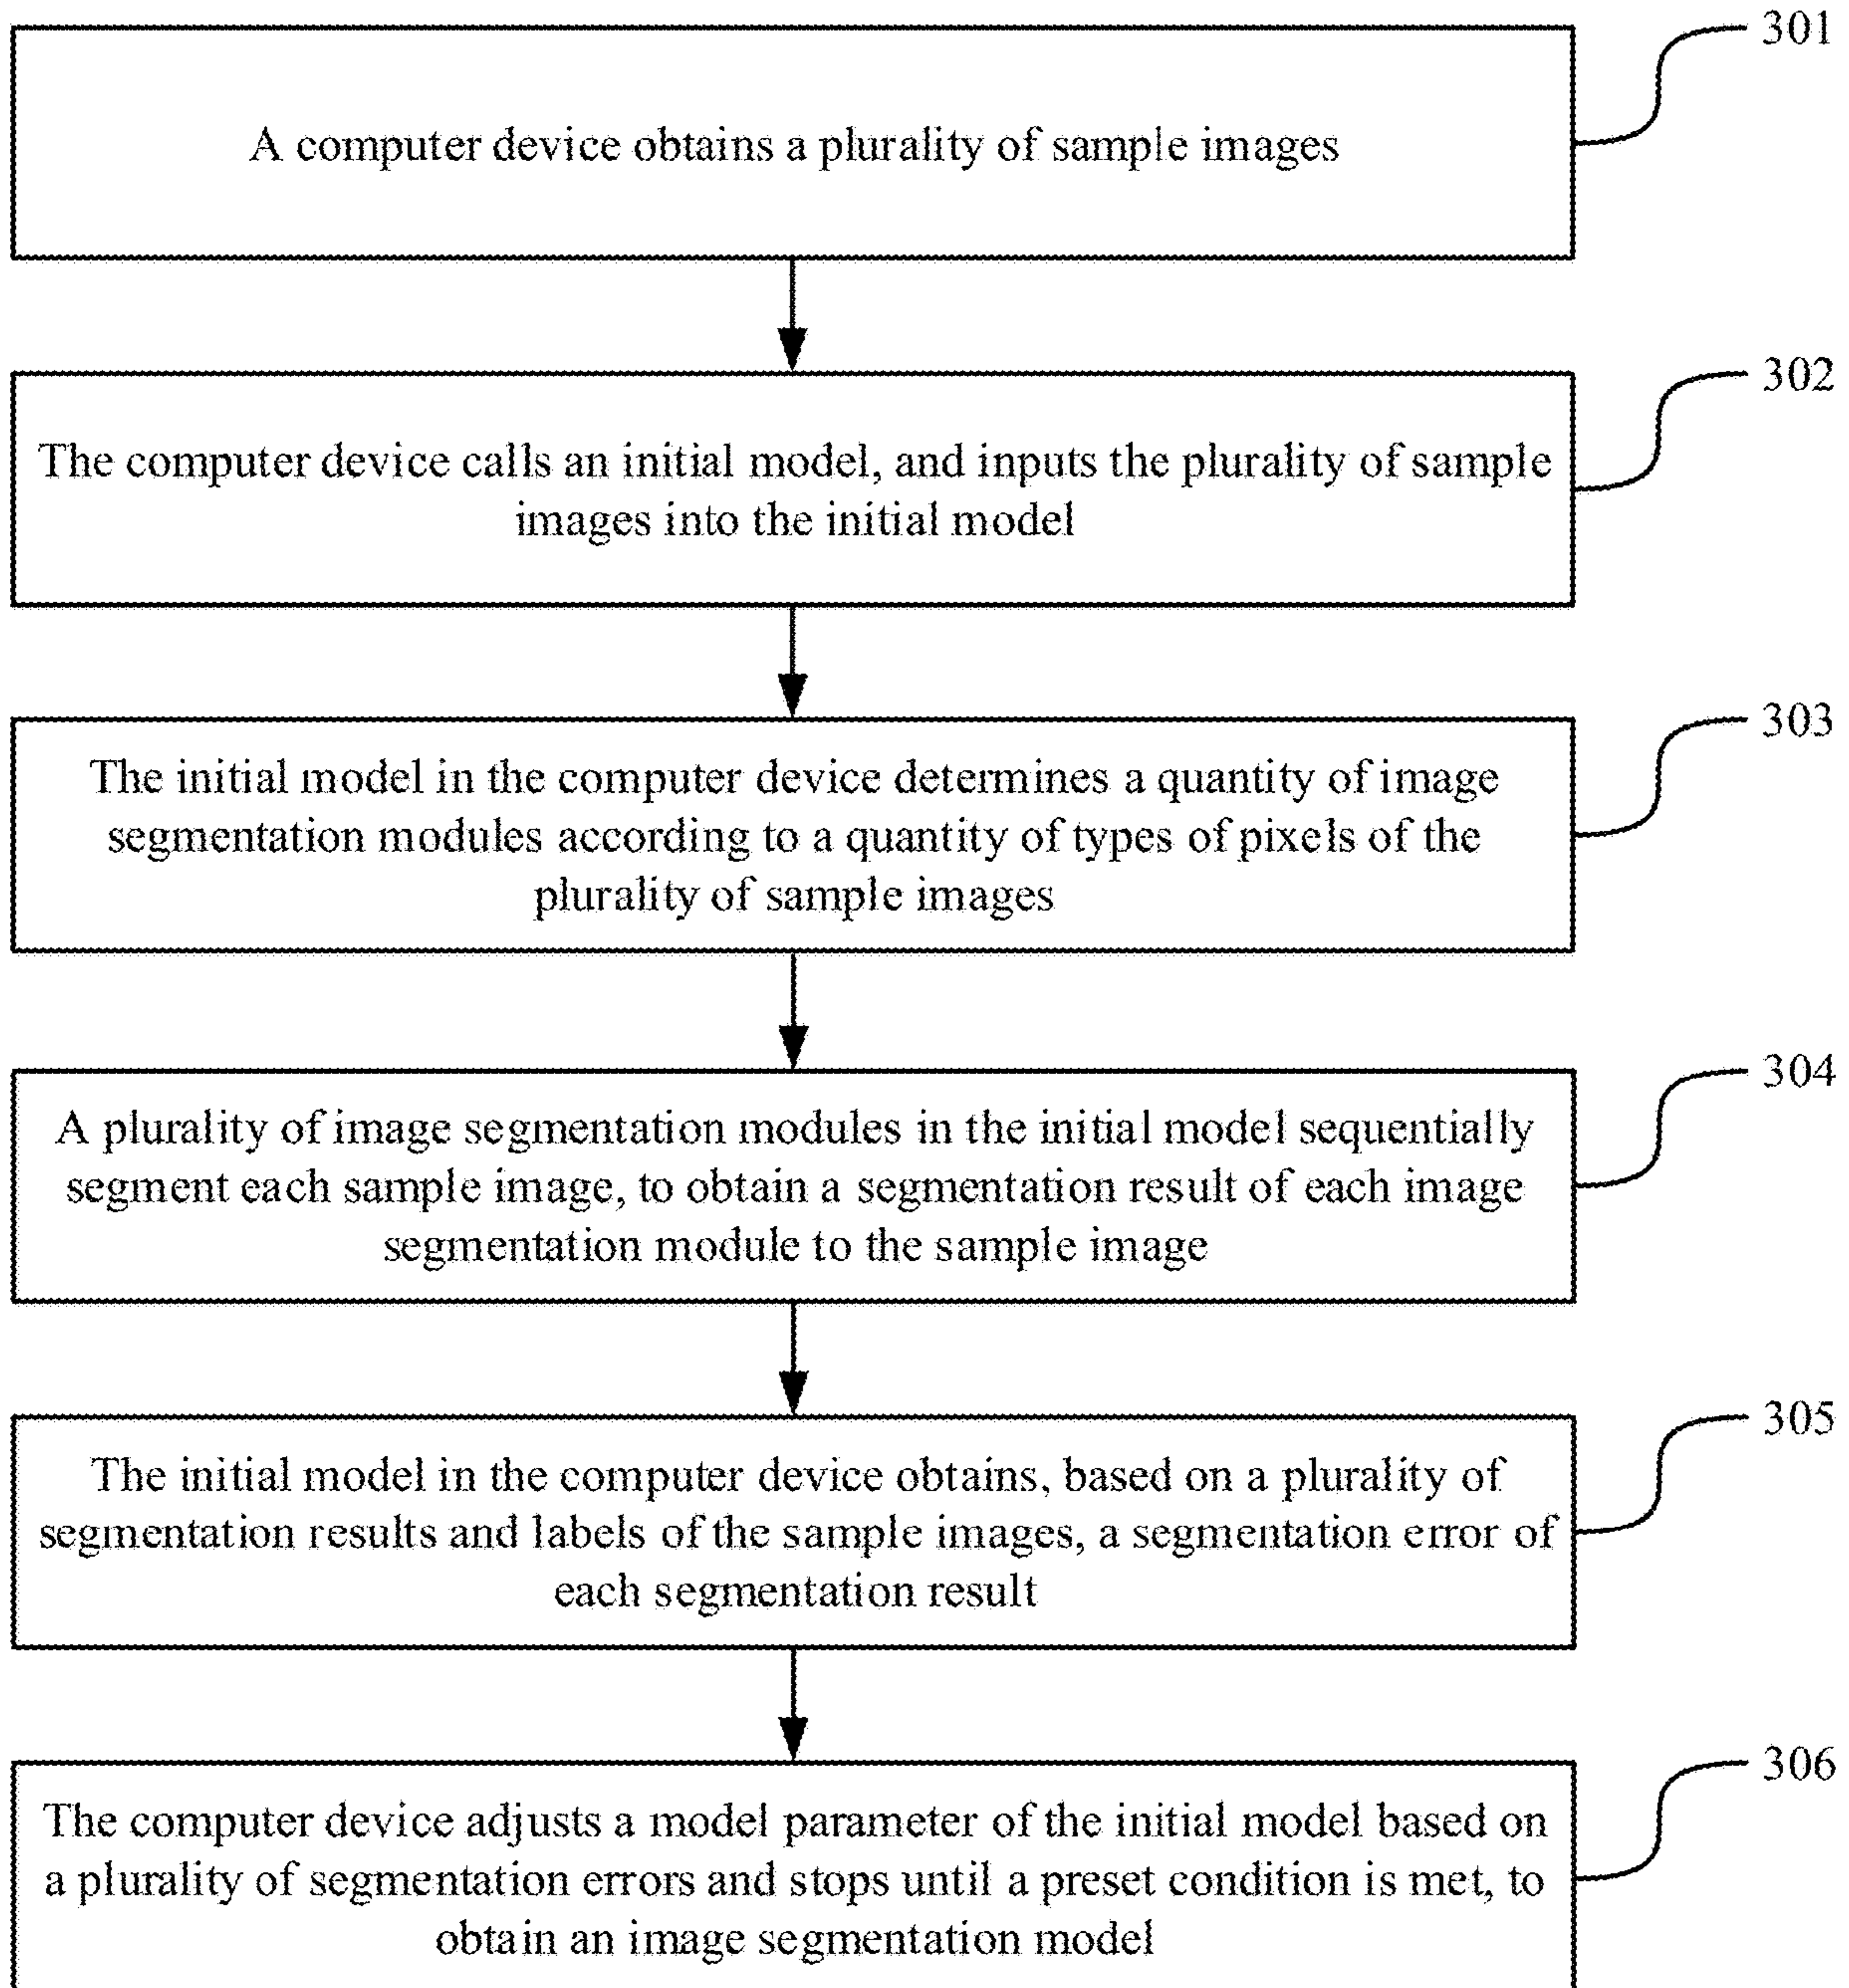 301
A computer device obtains a plurality of sample images
302
The computer device calls an initial model, and inputs the plurality of sample
images into the initial model
303
The initial model in the computer device determines a quantity of image
segmentation modules according to a quantity of types of pixels of the
plurality of sample images
304
A plurality of image segmentation modules in the initial model sequentially
segment each sample image, to obtain a segmentation result of each image
segmentation module to the sample image
305
The initial model in the computer device obtains, based on a plurality of
segmentation results and labels of the sample images, a segmentation error of
each segmentation result
306
The computer device adjusts a model parameter of the initial model based on
a plurality of segmentation errors and stops until a preset condition is met, to
obtain an image segmentation model